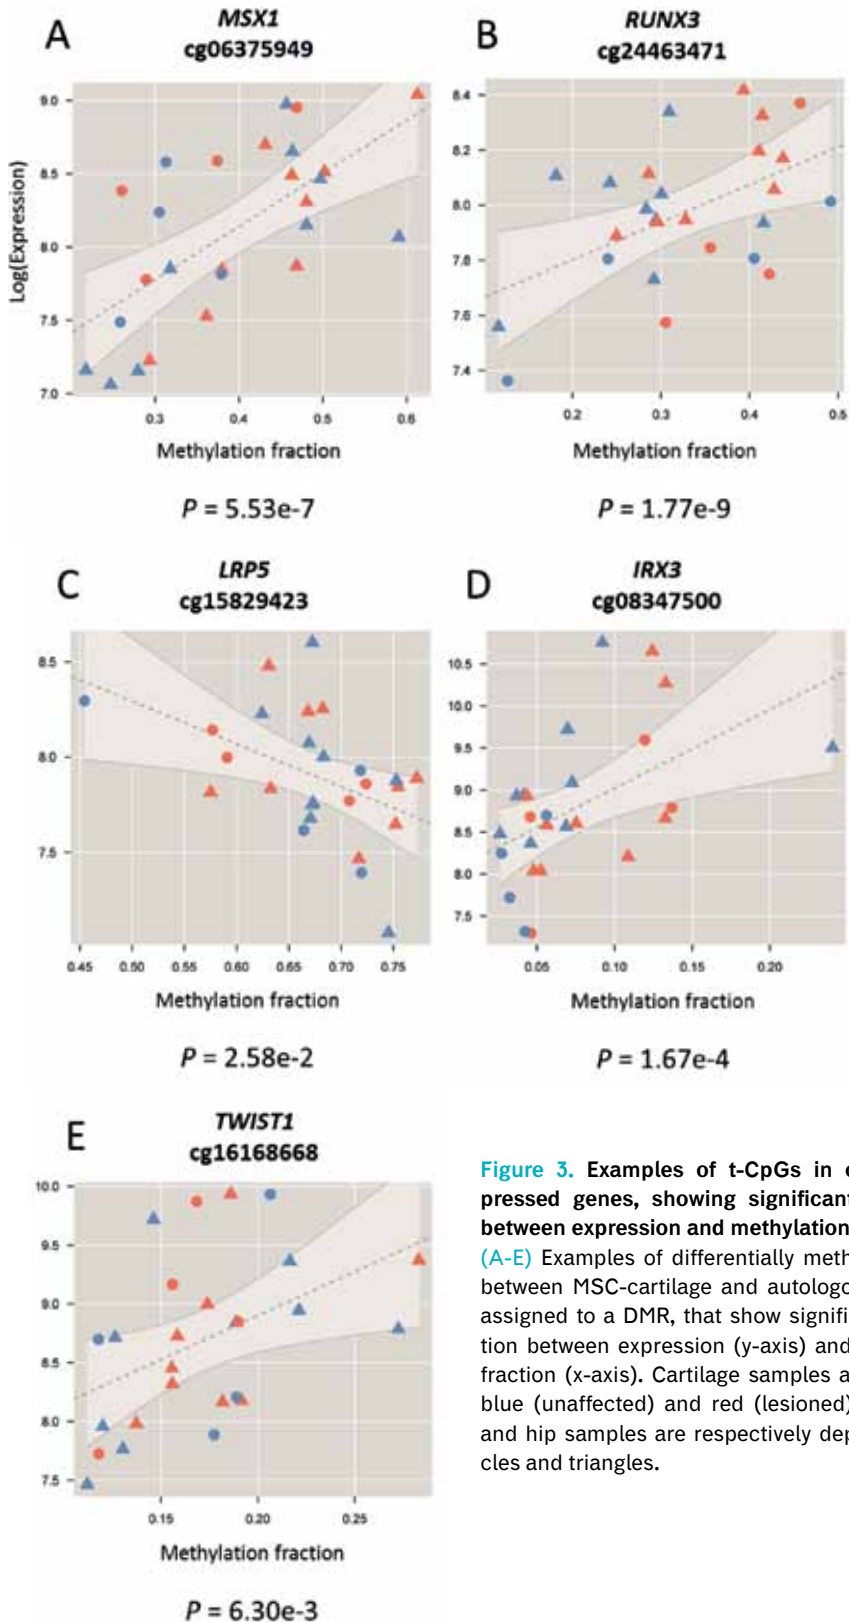 A
MSX1
cg06375949
Log(Expression)
9.0
8.5
8.0
7.5
7.0
0.3 0.4 0.5 0.6
Methylation fraction
P = 5.53e-7
B
RUNX3
cg24463471
8.4
8.2
8.0
7.8
7.6
7.4
0.2 0.3 0.4 0.5
Methylation fraction
P = 1.77e-9
C
LRP5
cg15829423
8.5
8.0
7.5
0.45 0.50 0.55 0.60 0.65 0.70 0.75
Methylation fraction
P = 2.58e-2
D
IRX3
cg08347500
10.5
10.0
9.5
9.0
8.5
8.0
7.5
0.05 0.10 0.15 0.20
Methylation fraction
P = 1.67e-4
E
TWIST1
cg16168668
10.0
9.5
9.0
8.5
8.0
7.5
0.15 0.20 0.25
Methylation fraction
P = 6.30e-3
Figure 3. Examples of t-CpGs in
pressed genes, showing significant
between expression and methylation
(A-E) Examples of differentially meth
between MSC-cartilage and autologo
assigned to a DMR, that show signifi
tion between expression (y-axis) and
fraction (x-axis). Cartilage samples a
blue (unaffected) and red (lesioned)
and hip samples are respectively dep
cles and triangles.